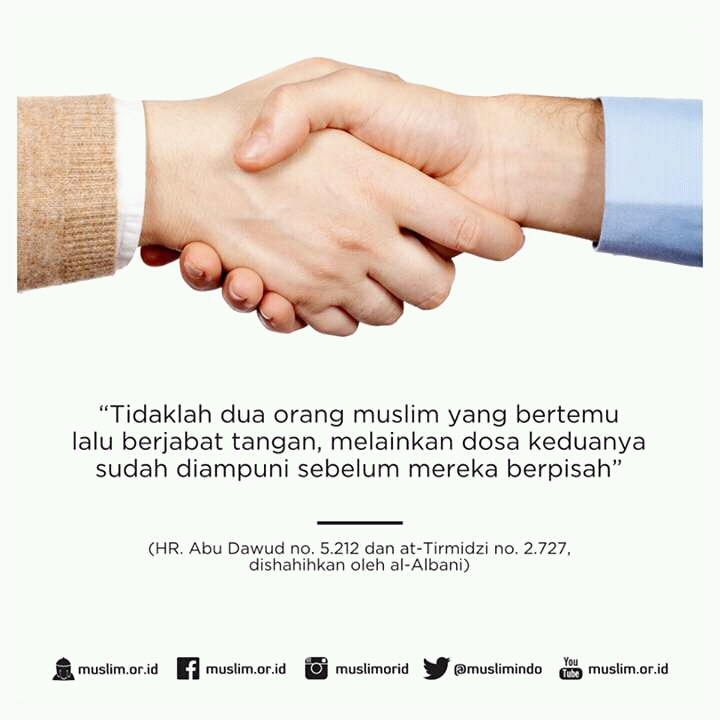 “Tidaklah dua orang muslim yang bertemu
lalu berjabat tangan, melainkan dosa keduanya
sudah diampuni sebelum mereka berpisah”
(HR. Abu Dawud no. 5.212 dan at-Tirmidzi no. 2.727,
dishahihkan oleh al-Albani)
muslim.or.id muslim.or.id muslimorid @muslimindo You Tube muslim.or.id